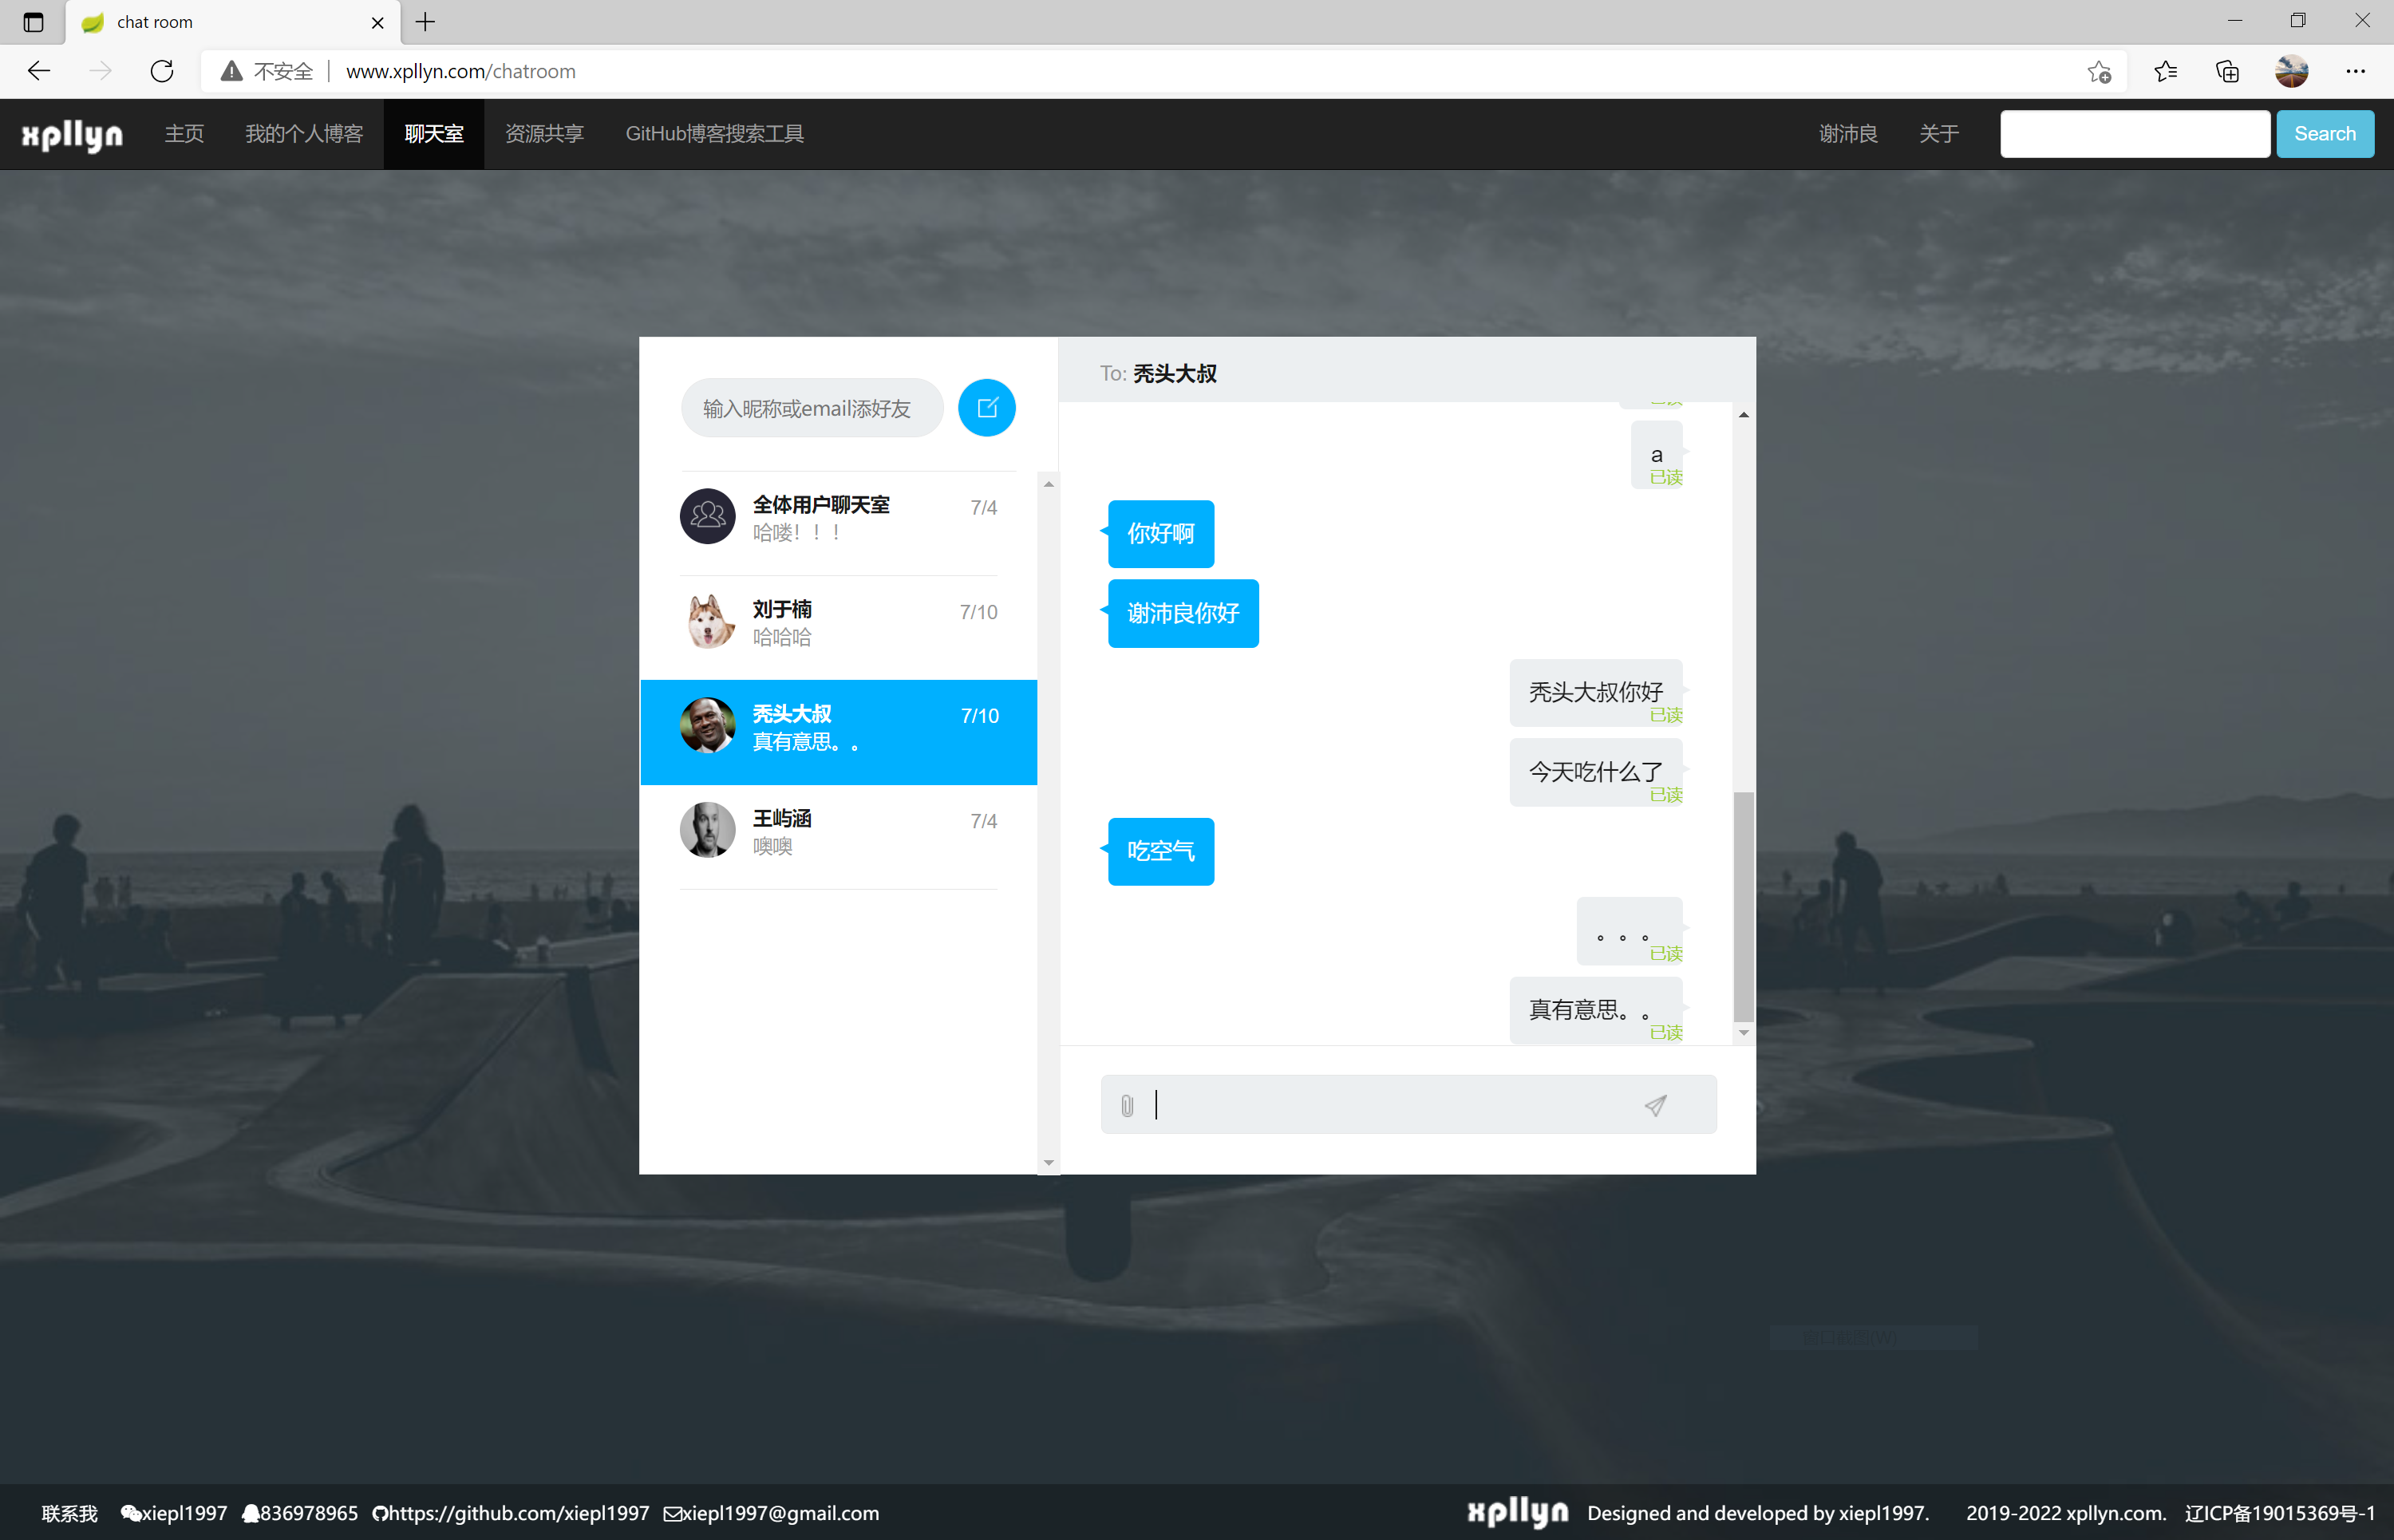 chat room
不安全 www.xpllyn.com/chatroom
xpllyn 主页 我的个人博客 聊天室 资源共享 GitHub博客搜索工具 谢沛良 关于 Search
输入昵称或email添好友
全体用户聊天室 7/4
哈喽！！！
刘于楠 7/10
哈哈哈
秃头大叔 7/10
真有意思。。
王屿涵 7/4
噢噢
To: 秃头大叔
已读
a
已读
你好啊
谢沛良你好
秃头大叔你好
已读
今天吃什么了
已读
吃空气
。。。
已读
真有意思。。
已读
联系我 xiepl1997 836978965 https://github.com/xiepl1997 xiepl1997@gmail.com
xpllyn Designed and developed by xiepl1997. 2019-2022 xpllyn.com. 辽ICP备19015369号-1